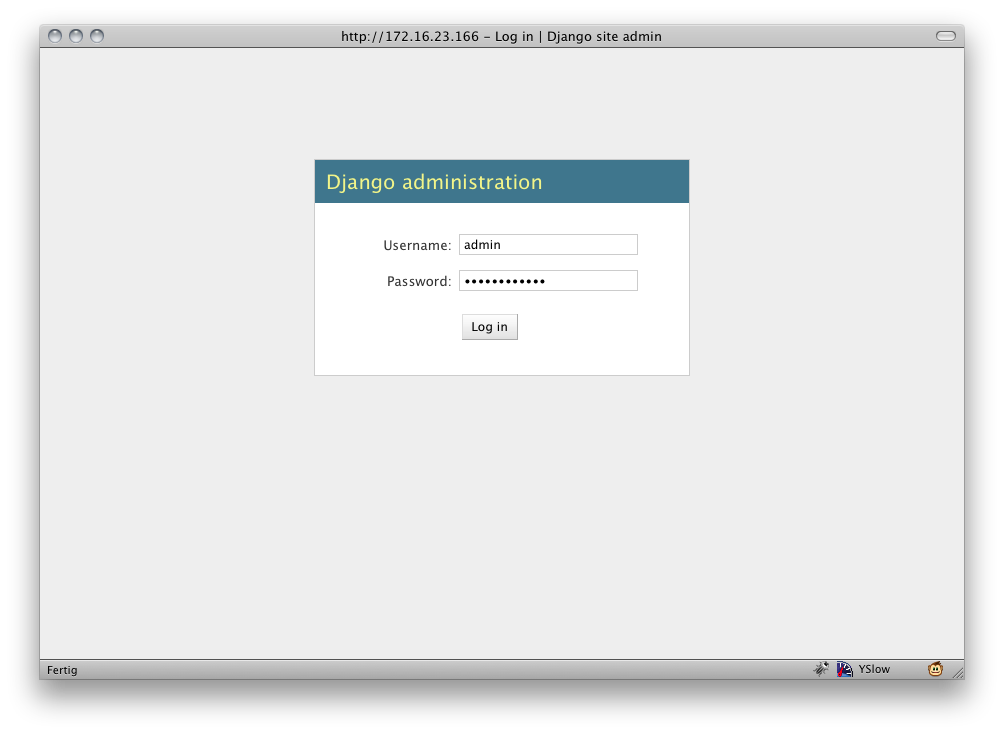 http://172.16.23.166 – Log in | Django site admin
Django administration
Username: admin
Password: ••••••••••••
Log in
Fertig YSlow